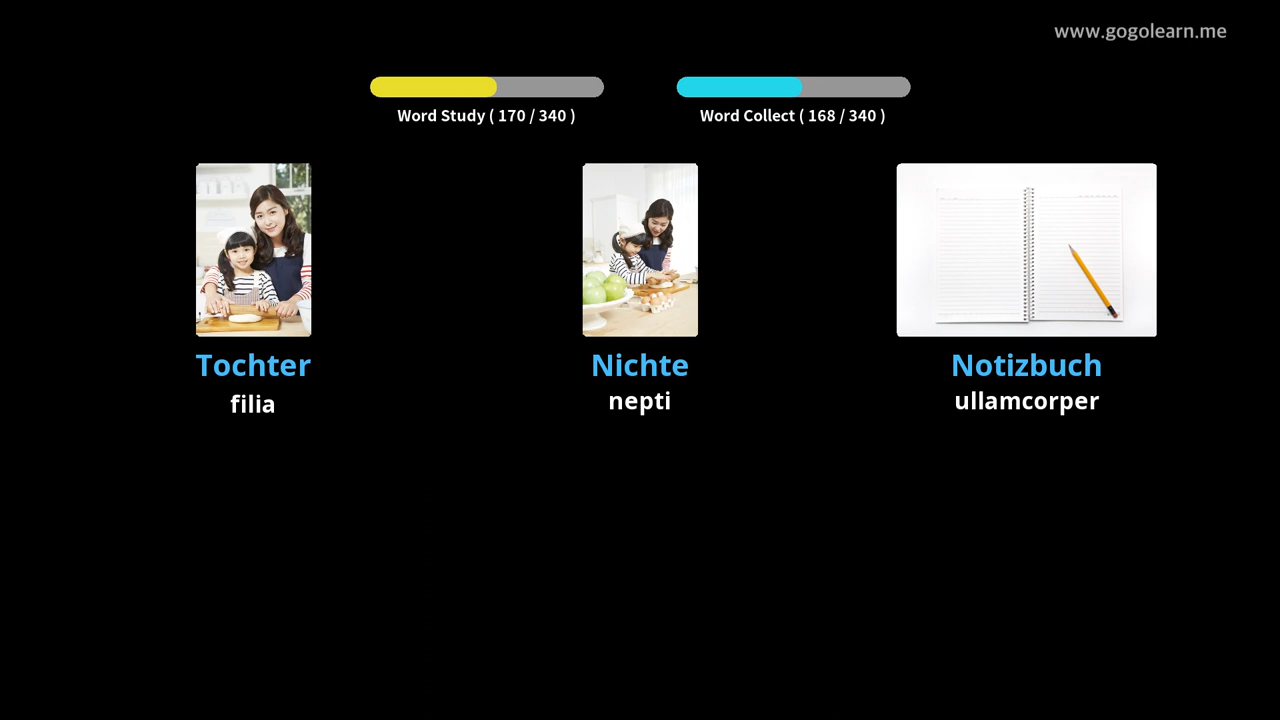 www.gogolearn.me
Word Study ( 170 / 340 )
Word Collect ( 168 / 340 )
Tochter
filia
Nichte
nepti
Notizbuch
ullamcorper